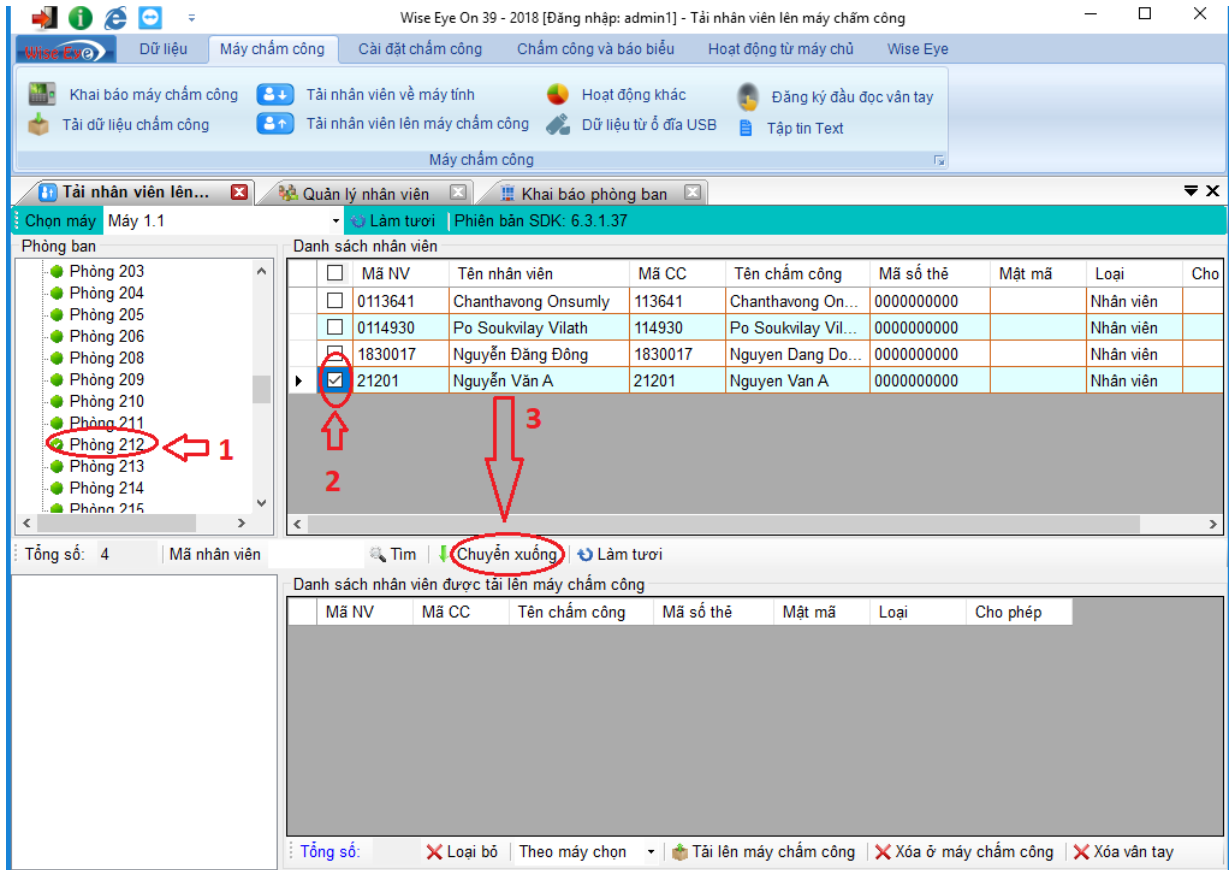 Wise Eye On 39 - 2018 [Đăng nhập: admin1] - Tải nhân viên lên máy chấm công
Wise Eye Dữ liệu Máy chấm công Cài đặt chấm công Chấm công và báo biểu Hoạt động từ máy chủ Wise Eye
Khai báo máy chấm công Tải nhân viên về máy tính Hoạt động khác Đăng ký đầu đọc vân tay
Tải dữ liệu chấm công Tải nhân viên lên máy chấm công Dữ liệu từ ổ đĩa USB Tập tin Text
Máy chấm công
Tải nhân viên lên... Quản lý nhân viên Khai báo phòng ban
Chọn máy Máy 1.1 Làm tươi Phiên bản SDK: 6.3.1.37
Phòng ban
Phòng 203
Phòng 204
Phòng 205
Phòng 206
Phòng 208
Phòng 209
Phòng 210
Phòng 211
Phòng 212
Phòng 213
Phòng 214
Phòng 215
1
Danh sách nhân viên
Mã NV Tên nhân viên Mã CC Tên chấm công Mã số thẻ Mật mã Loại Cho
0113641 Chanthavong Onsumly 113641 Chanthavong On... 0000000000 Nhân viên
0114930 Po Soukvilay Vilath 114930 Po Soukvilay Vil... 0000000000 Nhân viên
1830017 Nguyễn Đăng Đông 1830017 Nguyen Dang Do... 0000000000 Nhân viên
21201 Nguyễn Văn A 21201 Nguyen Van A 0000000000 Nhân viên
3
2
Tổng số: 4 Mã nhân viên Tìm Chuyển xuống Làm tươi
Danh sách nhân viên được tải lên máy chấm công
Mã NV Mã CC Tên chấm công Mã số thẻ Mật mã Loại Cho phép
Tổng số: Loại bỏ Theo máy chọn Tải lên máy chấm công Xóa ở máy chấm công Xóa vân tay